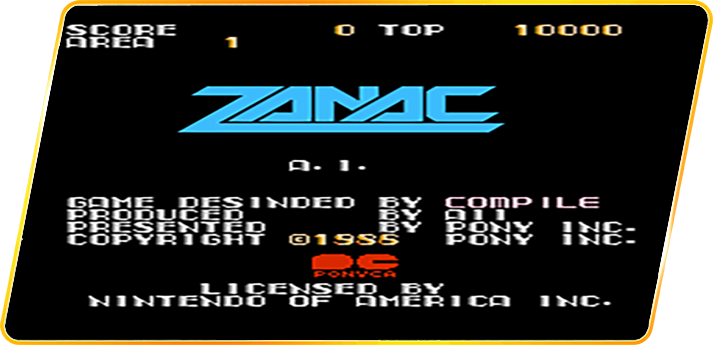 SCORE 0 TOP 10000
AREA 1
ZANAC
A.I.
GAME DESINDED BY COMPILE
PRODUCED BY AII
PRESENTED BY PONY INC.
COPYRIGHT ©1986 PONY INC.
PC
PONYCA
LICENSED BY
NINTENDO OF AMERICA INC.